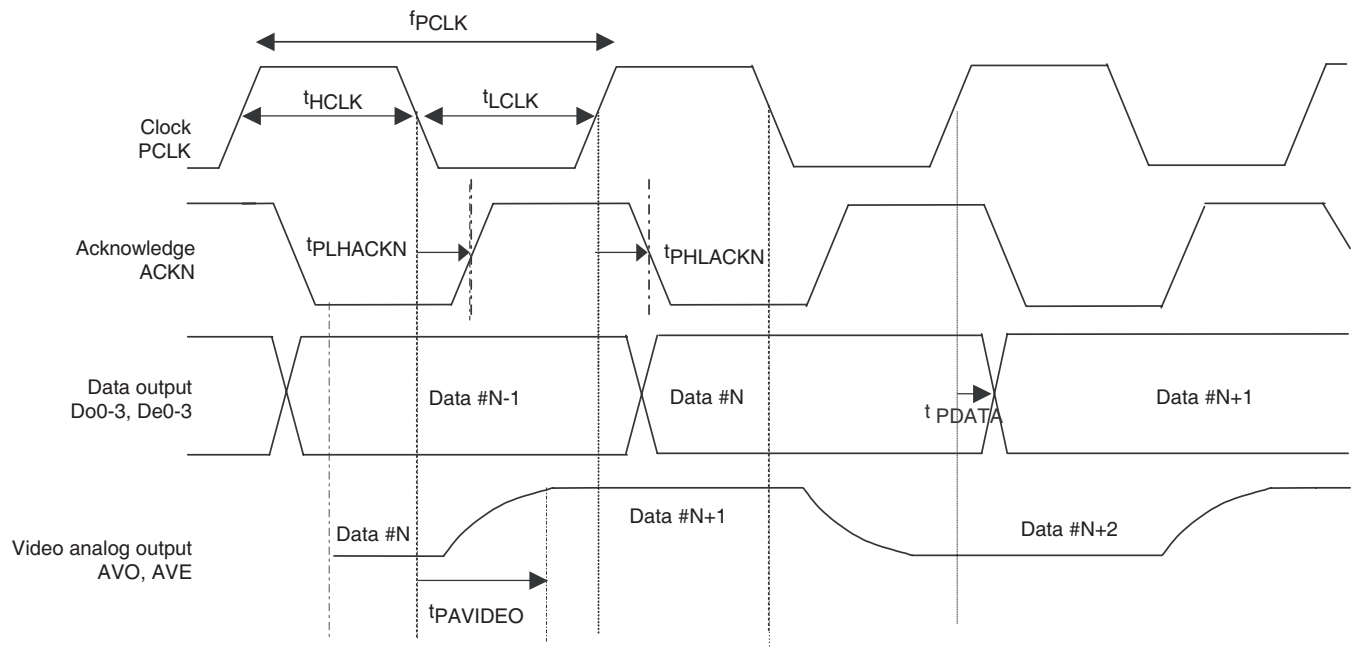 fPCLK
tHCLK
tLCLK
Clock
PCLK
Acknowledge
ACKN
tPLHACKN
tPHLACKN
Data output
Do0-3, De0-3
Data #N-1
Data #N
t PDATA
Data #N+1
Video analog output
AVO, AVE
Data #N
Data #N+1
Data #N+2
tPAVIDEO